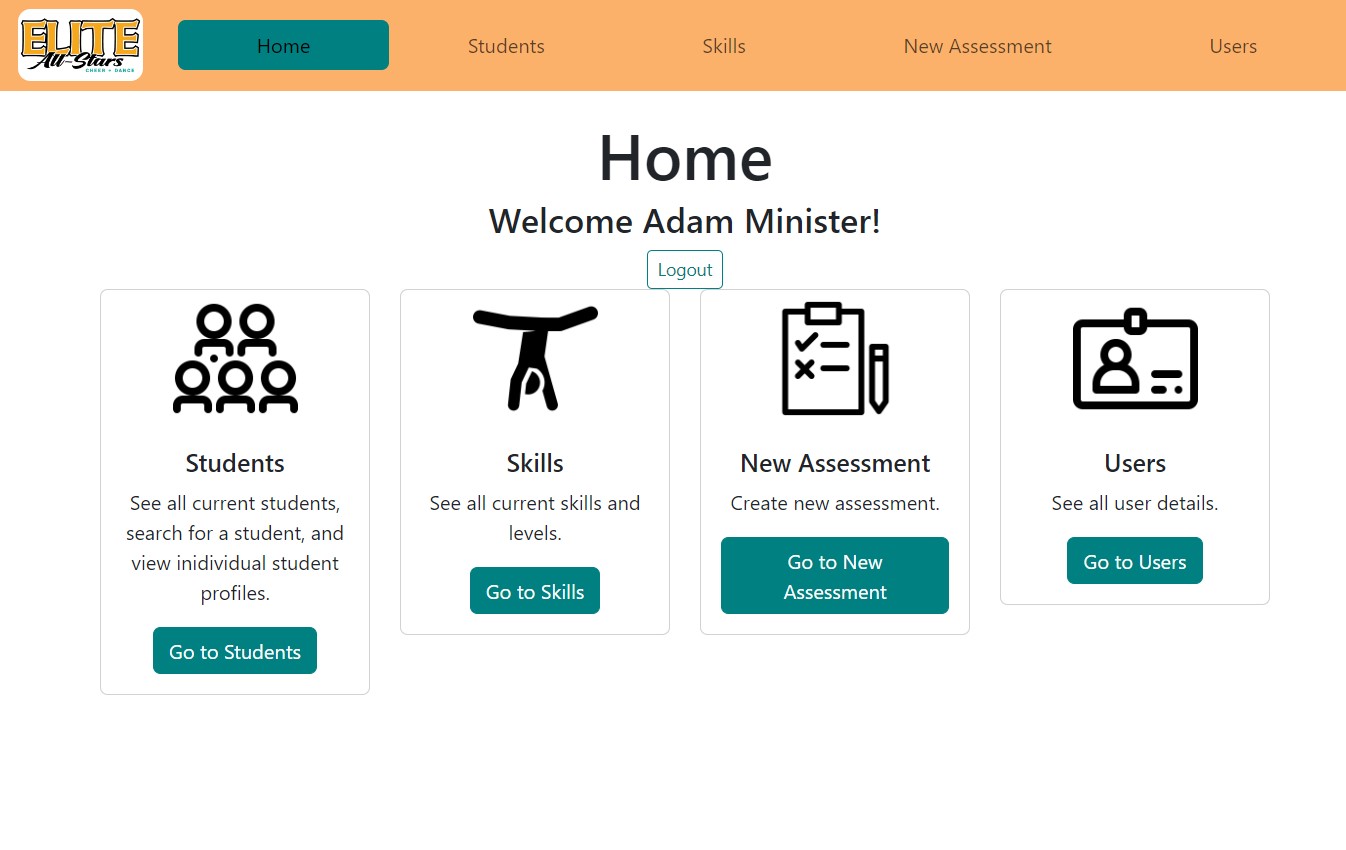 ELITE
All-Stars
CHEER + DANCE
Home
Students
Skills
New Assessment
Users
Home
Welcome Adam Minister!
Logout
Students
See all current students,
search for a student, and
view inidividual student
profiles.
Go to Students
Skills
See all current skills and
levels.
Go to Skills
New Assessment
Create new assessment.
Go to New
Assessment
Users
See all user details.
Go to Users